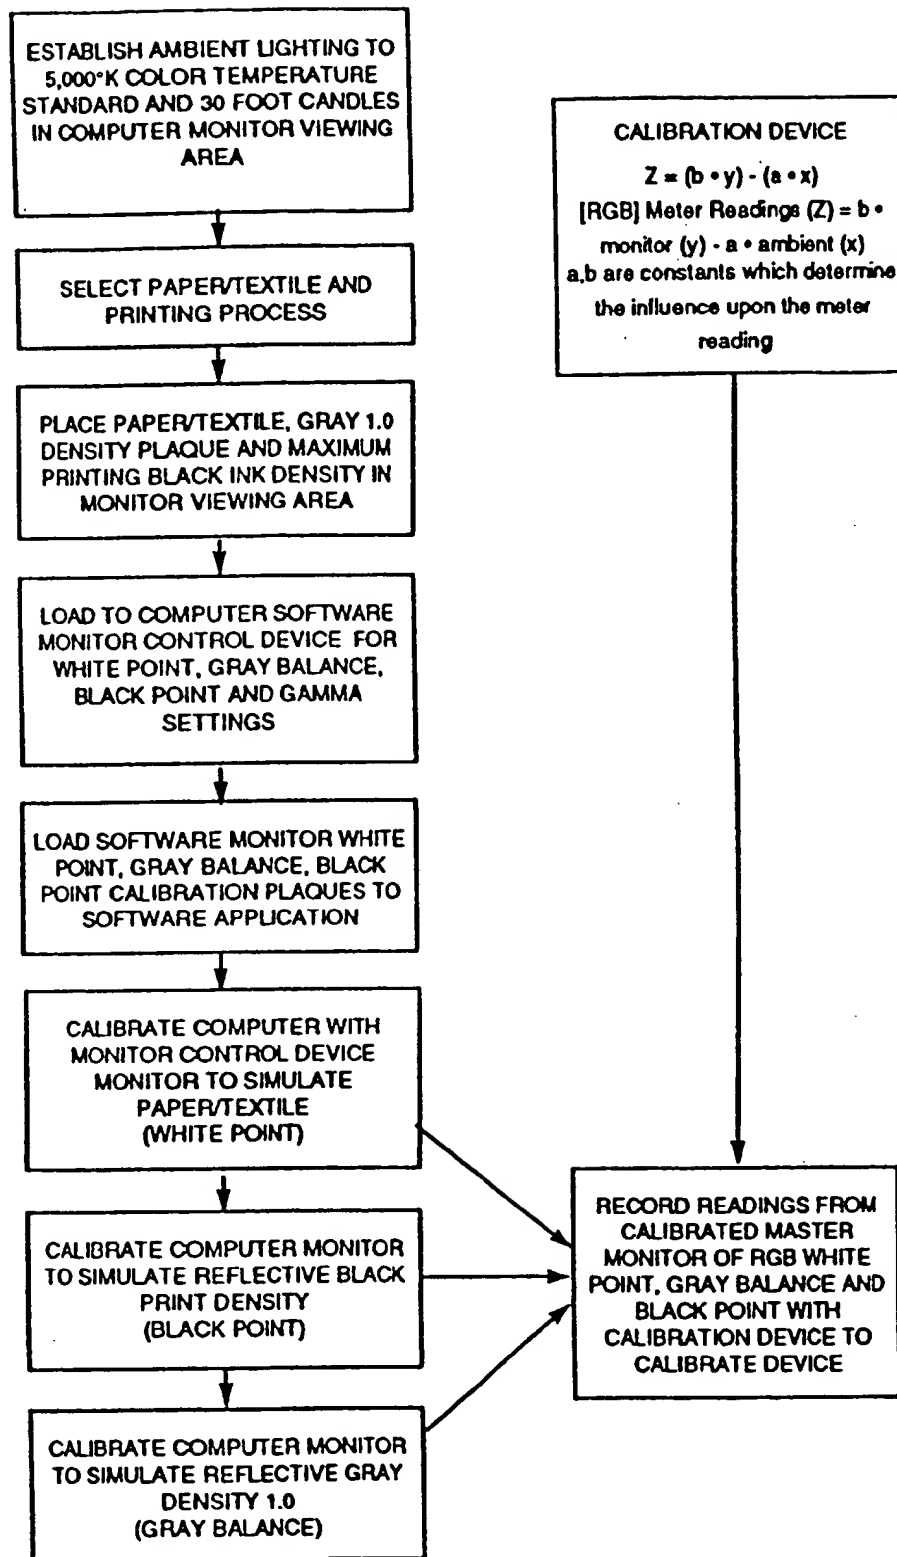 ESTABLISH AMBIENT LIGHTING TO
5,000°K COLOR TEMPERATURE
STANDARD AND 30 FOOT CANDLES
IN COMPUTER MONITOR VIEWING
AREA
SELECT PAPER/TEXTILE AND
PRINTING PROCESS
PLACE PAPER/TEXTILE, GRAY 1.0
DENSITY PLAQUE AND MAXIMUM
PRINTING BLACK INK DENSITY IN
MONITOR VIEWING AREA
LOAD TO COMPUTER SOFTWARE
MONITOR CONTROL DEVICE FOR
WHITE POINT, GRAY BALANCE,
BLACK POINT AND GAMMA
SETTINGS
LOAD SOFTWARE MONITOR WHITE
POINT, GRAY BALANCE, BLACK
POINT CALIBRATION PLAQUES TO
SOFTWARE APPLICATION
CALIBRATE COMPUTER WITH
MONITOR CONTROL DEVICE
MONITOR TO SIMULATE
PAPER/TEXTILE
(WHITE POINT)
CALIBRATE COMPUTER MONITOR
TO SIMULATE REFLECTIVE BLACK
PRINT DENSITY
(BLACK POINT)
CALIBRATE COMPUTER MONITOR
TO SIMULATE REFLECTIVE GRAY
DENSITY 1.0
(GRAY BALANCE)
CALIBRATION DEVICE
Z = (b • y) - (a • x)
[RGB] Meter Readings (Z) = b •
monitor (y) - a • ambient (x)
a,b are constants which determine
the influence upon the meter
reading
RECORD READINGS FROM
CALIBRATED MASTER
MONITOR OF RGB WHITE
POINT, GRAY BALANCE AND
BLACK POINT WITH
CALIBRATION DEVICE TO
CALIBRATE DEVICE